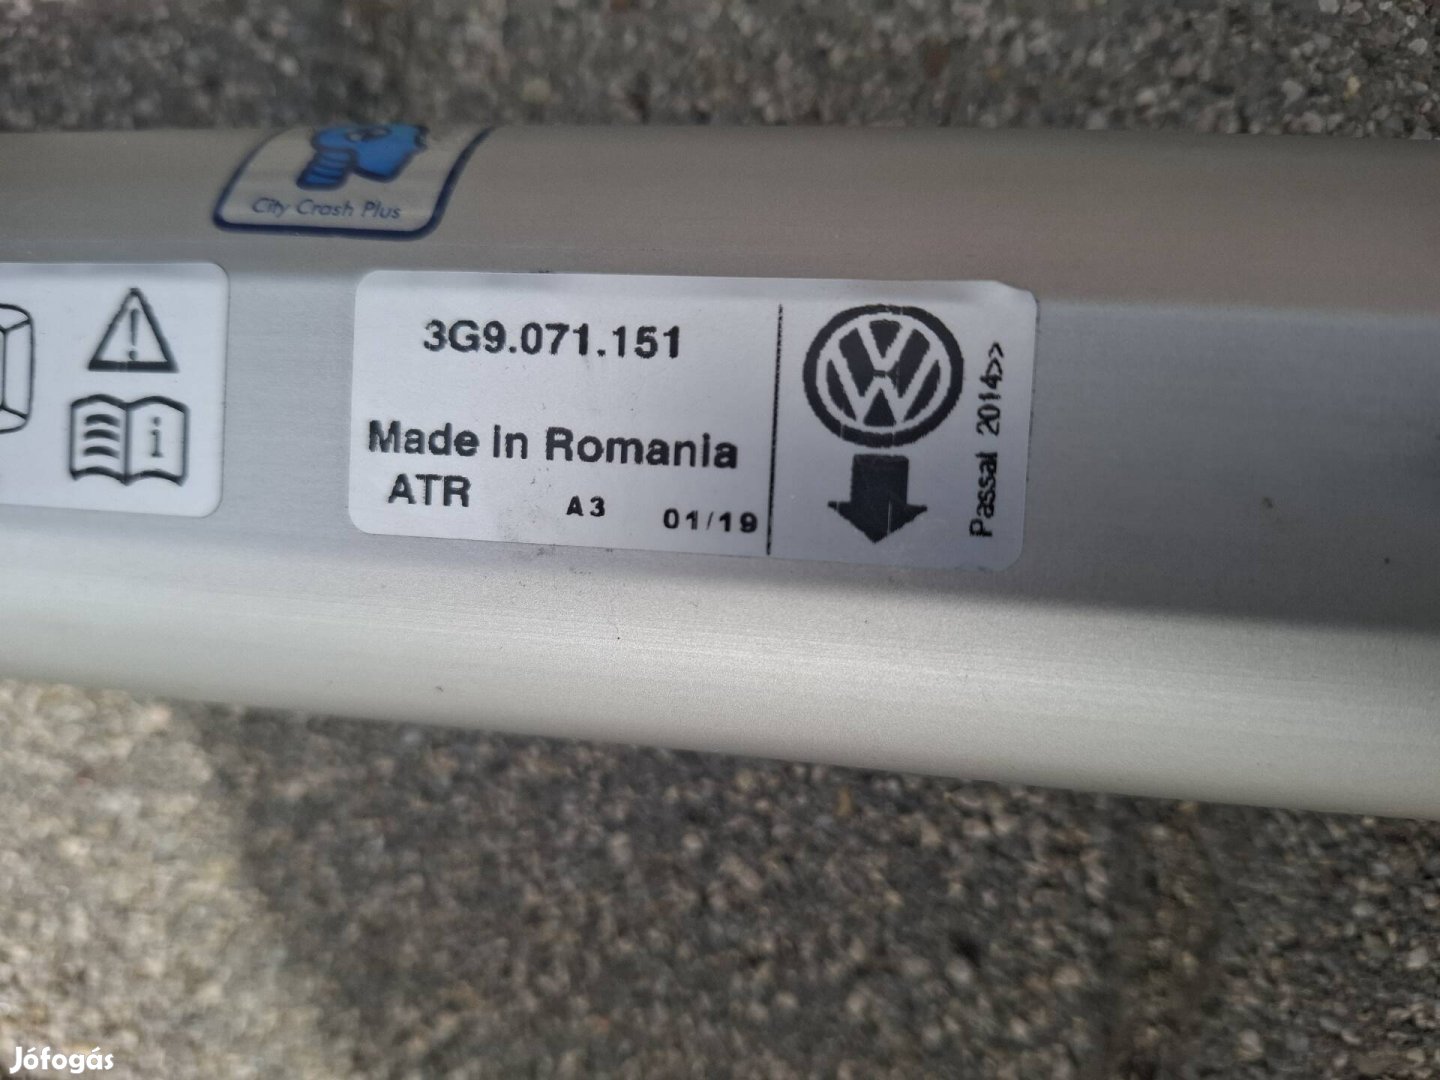 City Crash Plus
3G9.071.151
Made in Romania
ATR A3 01/19
Passat 2014>>
Jófogás